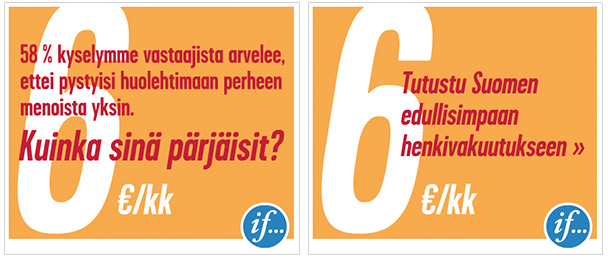 58 % kyselymme vastaajista arvelee,
ettei pystyisi huolehtimaan perheen
menoista yksin.
Kuinka sinä pärjäisit?
6
€/kk
if...
6
Tutustu Suomen
edullisimpaan
henkivakuutukseen »
€/kk
if...